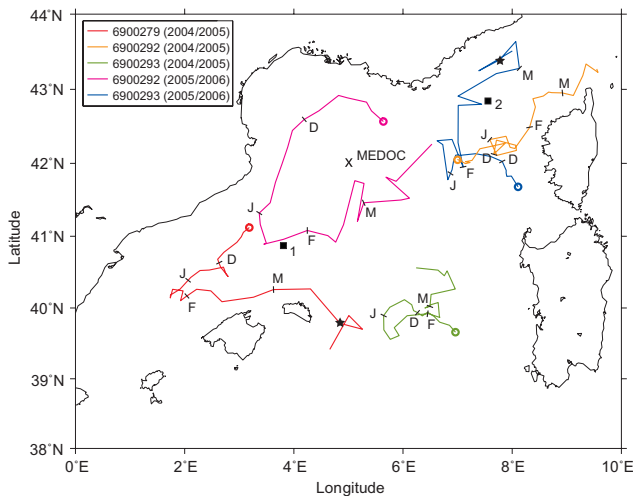 44°N
43°N
42°N
41°N
40°N
39°N
38°N
Latitude
6900279 (2004/2005)
6900292 (2004/2005)
6900293 (2004/2005)
6900292 (2005/2006)
6900293 (2005/2006)
M
M
2
D
F
J
MEDOC
D
D
J
F
J
M
F
1
D
J
M
M
F
J
D
F
0°E
2°E
4°E
6°E
8°E
10°E
Longitude